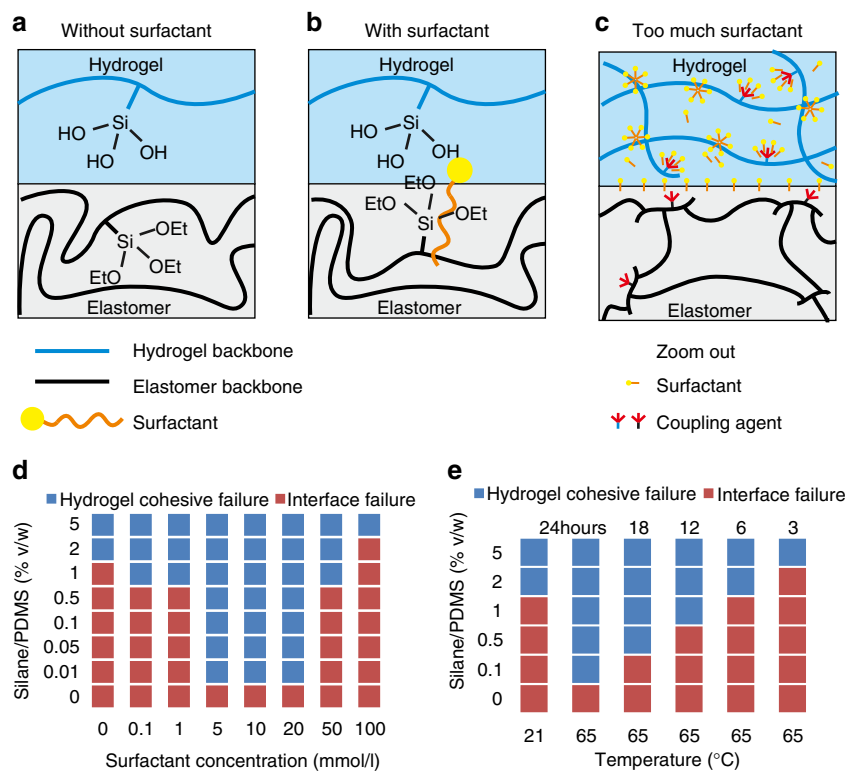 a Without surfactant
Hydrogel
Si
HO
HO
OH
Si
OEt
OEt
EtO
Elastomer
b With surfactant
Hydrogel
Si
HO
HO
OH
EtO
EtO
Si
OEt
Elastomer
c Too much surfactant
Hydrogel
Elastomer
Hydrogel backbone
Elastomer backbone
Surfactant
Zoom out
Surfactant
Coupling agent
d
Hydrogel cohesive failure Interface failure
Silane/PDMS (% v/w)
5
2
1
0.5
0.1
0.05
0.01
0
0 0.1 1 5 10 20 50 100
Surfactant concentration (mmol/l)
e
Hydrogel cohesive failure Interface failure
24hours 18 12 6 3
Silane/PDMS (% v/w)
5
2
1
0.5
0.1
0
21 65 65 65 65 65
Temperature (°C)